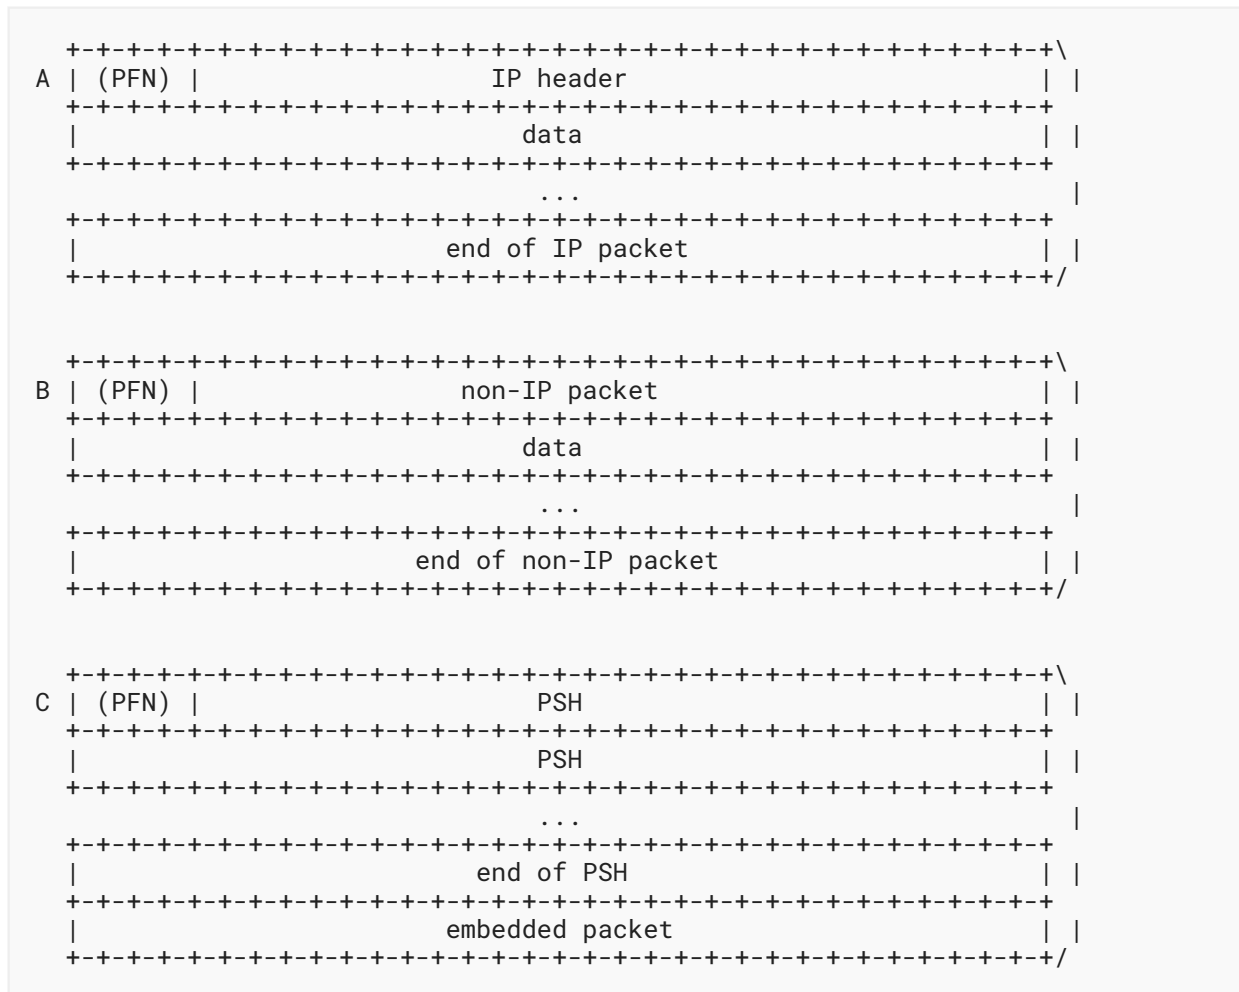 +-+-+-+-+-+-+-+-+-+-+-+-+-+-+-+-+-+-+-+-+-+-+-+-+-+-+-+-+-+-+-+-+\
A | (PFN) |                   IP header                           | |
  +-+-+-+-+-+-+-+-+-+-+-+-+-+-+-+-+-+-+-+-+-+-+-+-+-+-+-+-+-+-+-+-+
  |                             data                              | |
  +-+-+-+-+-+-+-+-+-+-+-+-+-+-+-+-+-+-+-+-+-+-+-+-+-+-+-+-+-+-+-+-+
                                 ...                                |
  +-+-+-+-+-+-+-+-+-+-+-+-+-+-+-+-+-+-+-+-+-+-+-+-+-+-+-+-+-+-+-+-+
  |                        end of IP packet                       | |
  +-+-+-+-+-+-+-+-+-+-+-+-+-+-+-+-+-+-+-+-+-+-+-+-+-+-+-+-+-+-+-+-+/
  +-+-+-+-+-+-+-+-+-+-+-+-+-+-+-+-+-+-+-+-+-+-+-+-+-+-+-+-+-+-+-+-+\
B | (PFN) |                 non-IP packet                         | |
  +-+-+-+-+-+-+-+-+-+-+-+-+-+-+-+-+-+-+-+-+-+-+-+-+-+-+-+-+-+-+-+-+
  |                             data                              | |
  +-+-+-+-+-+-+-+-+-+-+-+-+-+-+-+-+-+-+-+-+-+-+-+-+-+-+-+-+-+-+-+-+
                                 ...                                |
  +-+-+-+-+-+-+-+-+-+-+-+-+-+-+-+-+-+-+-+-+-+-+-+-+-+-+-+-+-+-+-+-+
  |                      end of non-IP packet                     | |
  +-+-+-+-+-+-+-+-+-+-+-+-+-+-+-+-+-+-+-+-+-+-+-+-+-+-+-+-+-+-+-+-+/
  +-+-+-+-+-+-+-+-+-+-+-+-+-+-+-+-+-+-+-+-+-+-+-+-+-+-+-+-+-+-+-+-+\
C | (PFN) |                      PSH                              | |
  +-+-+-+-+-+-+-+-+-+-+-+-+-+-+-+-+-+-+-+-+-+-+-+-+-+-+-+-+-+-+-+-+
  |                              PSH                              | |
  +-+-+-+-+-+-+-+-+-+-+-+-+-+-+-+-+-+-+-+-+-+-+-+-+-+-+-+-+-+-+-+-+
                                 ...                                |
  +-+-+-+-+-+-+-+-+-+-+-+-+-+-+-+-+-+-+-+-+-+-+-+-+-+-+-+-+-+-+-+-+
  |                          end of PSH                           | |
  +-+-+-+-+-+-+-+-+-+-+-+-+-+-+-+-+-+-+-+-+-+-+-+-+-+-+-+-+-+-+-+-+
  |                        embedded packet                        | |
  +-+-+-+-+-+-+-+-+-+-+-+-+-+-+-+-+-+-+-+-+-+-+-+-+-+-+-+-+-+-+-+-+/